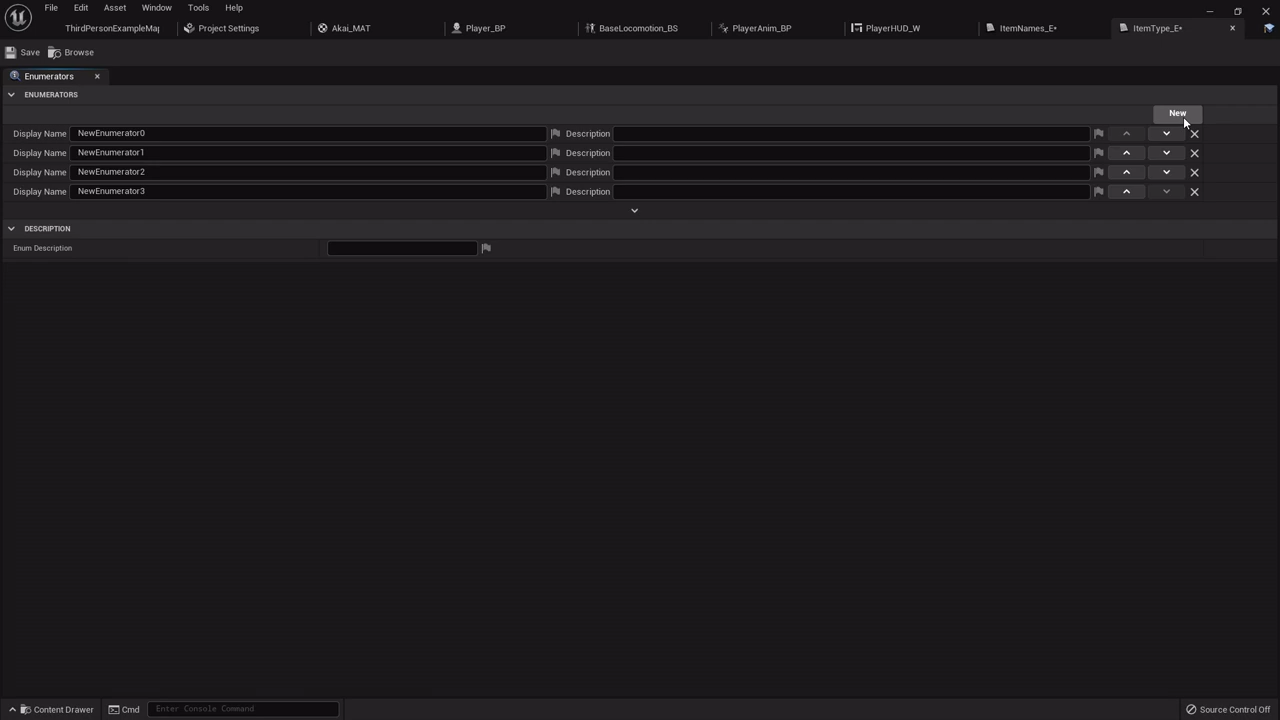 File Edit Asset Window Tools Help
ThirdPersonExampleMap Project Settings Akai_MAT Player_BP BaseLocomotion_BS PlayerAnim_BP PlayerHUD_W ItemNames_E* ItemType_E*
Save Browse
Enumerators
ENUMERATORS
New
Display Name NewEnumerator0 Description
Display Name NewEnumerator1 Description
Display Name NewEnumerator2 Description
Display Name NewEnumerator3 Description
DESCRIPTION
Enum Description
Content Drawer Cmd Enter Console Command Source Control Off